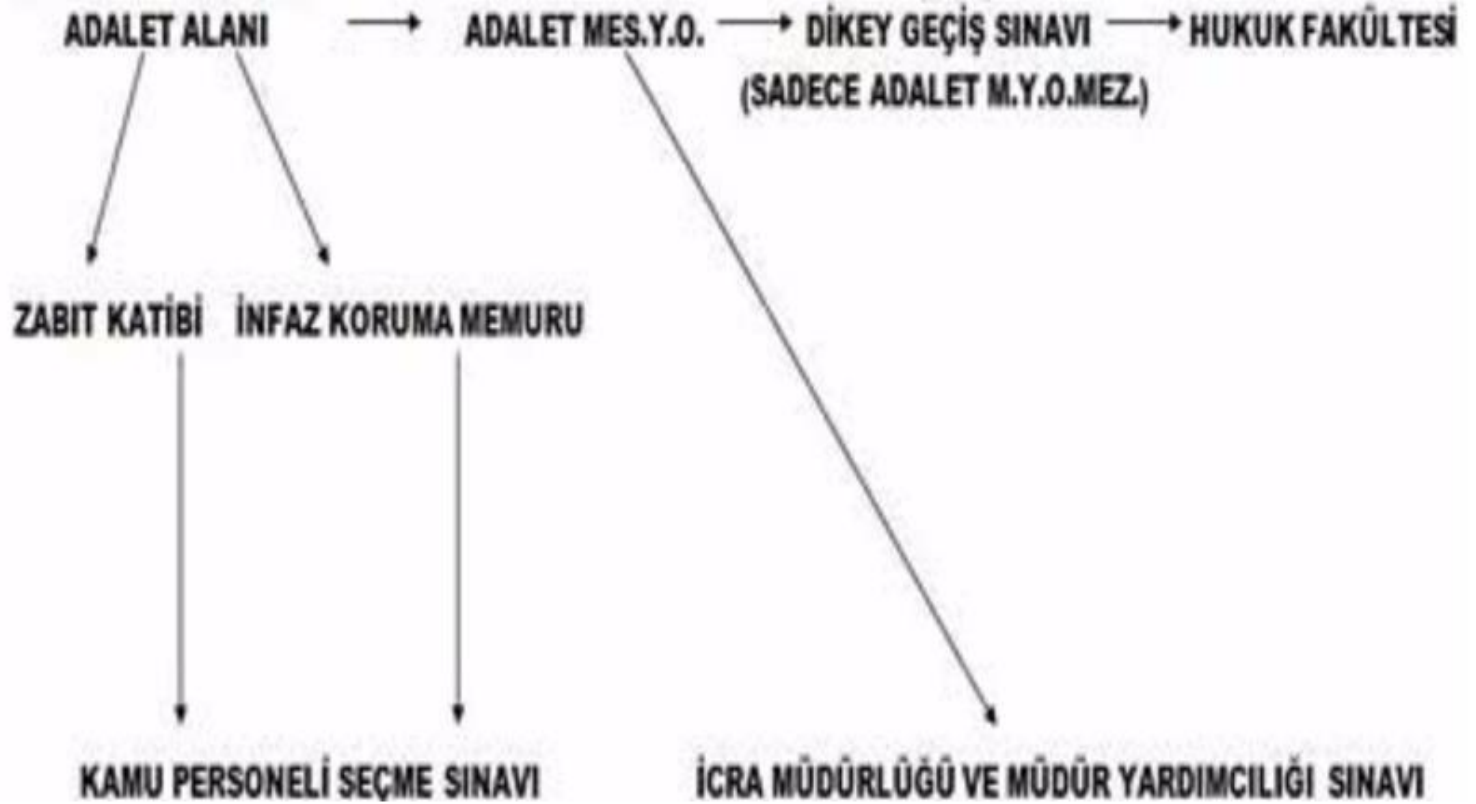 ADALET ALANI → ADALET MES.Y.O. → DİKEY GEÇİŞ SINAVI → HUKUK FAKÜLTESİ
(SADECE ADALET M.Y.O.MEZ.)
ZABIT KATİBİ İNFAZ KORUMA MEMURU
KAMU PERSONELİ SEÇME SINAVI İCRA MÜDÜRLÜĞÜ VE MÜDÜR YARDIMCILIĞI SINAVI